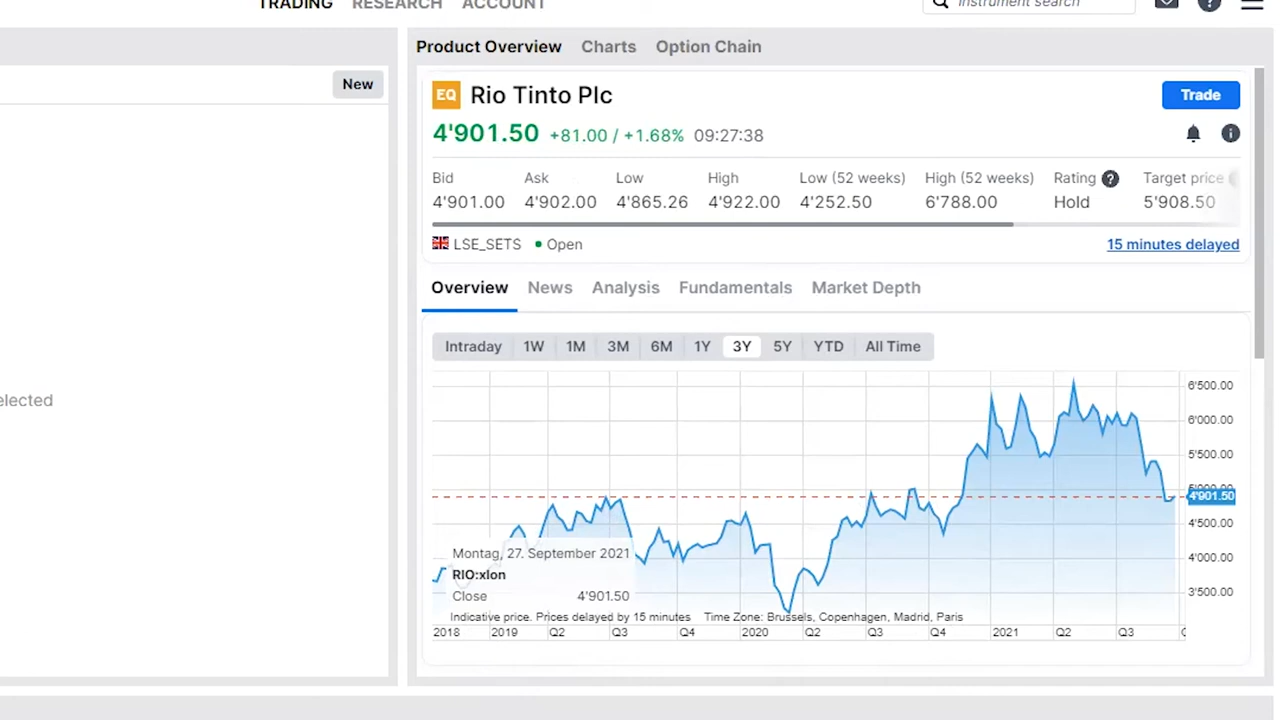 TRADING RESEARCH ACCOUNT Instrument search
Product Overview Charts Option Chain
New
EQ Rio Tinto Plc Trade
4'901.50 +81.00 / +1.68% 09:27:38
Bid Ask Low High Low (52 weeks) High (52 weeks) Rating ? Target price
4'901.00 4'902.00 4'865.26 4'922.00 4'252.50 6'788.00 Hold 5'908.50
LSE_SETS Open 15 minutes delayed
Overview News Analysis Fundamentals Market Depth
Intraday 1W 1M 3M 6M 1Y 3Y 5Y YTD All Time
6'500.00
6'000.00
elected
5'500.00
5'000.00
4'901.50
4'500.00
Montag, 27. September 2021
4'000.00
RIO:xlon
Close 4'901.50
3'500.00
Indicative price. Prices delayed by 15 minutes Time Zone: Brussels, Copenhagen, Madrid, Paris
2018 2019 Q2 Q3 Q4 2020 Q2 Q3 Q4 2021 Q2 Q3